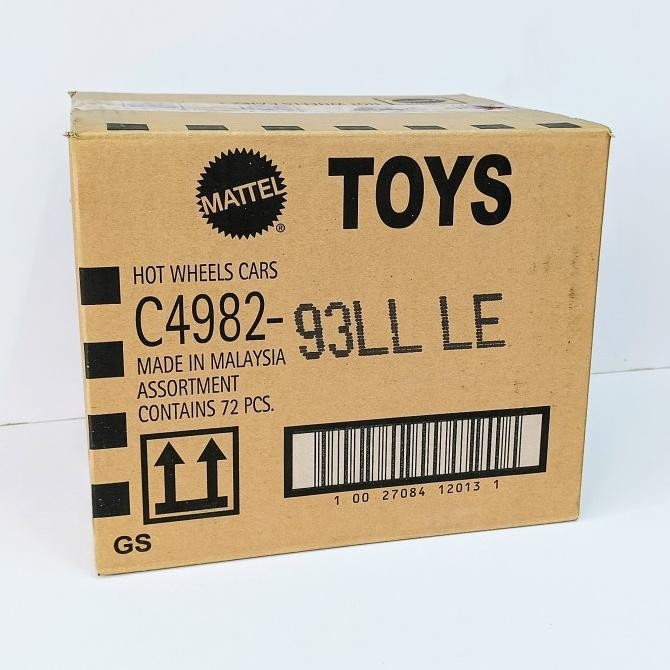 MATTEL ®
TOYS
HOT WHEELS CARS
C4982-93LL LE
MADE IN MALAYSIA
ASSORTMENT
CONTAINS 72 PCS.
1 00 27084 12013 1
GS